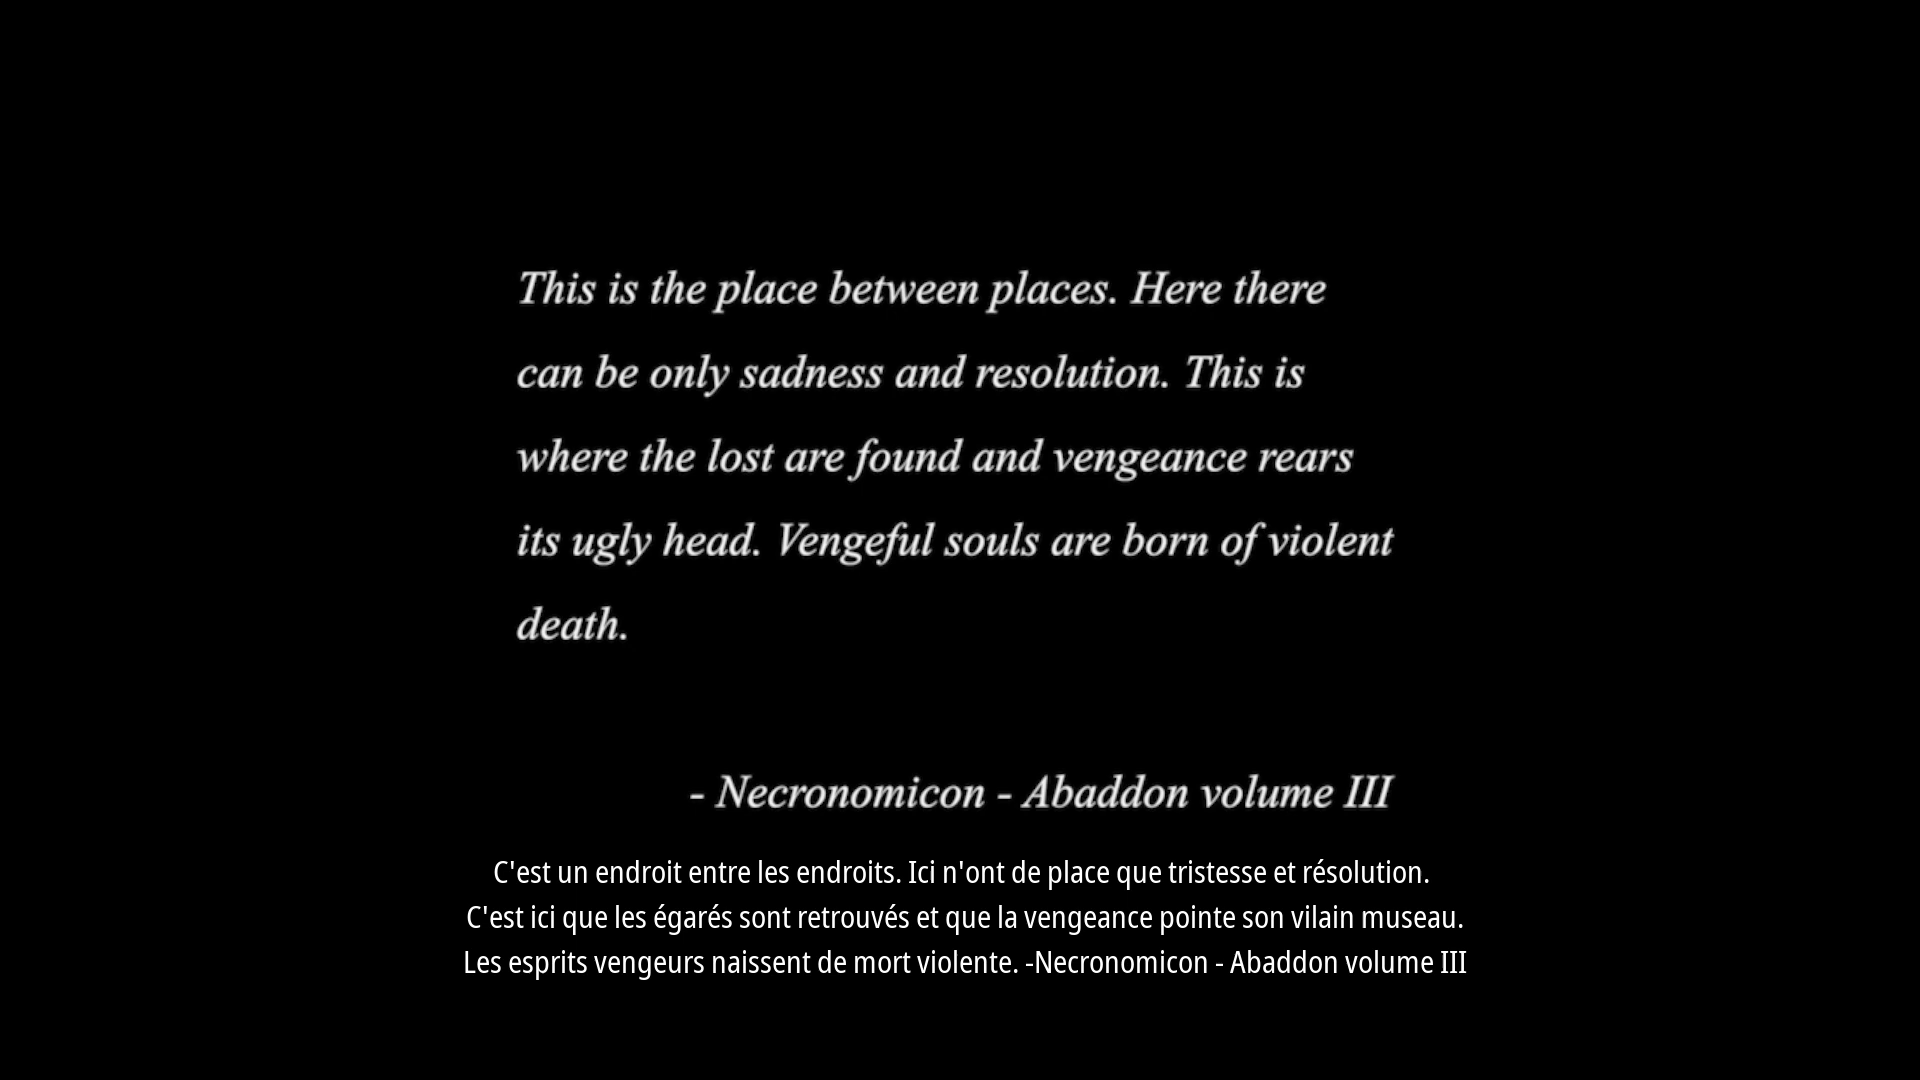 This is the place between places. Here there
can be only sadness and resolution. This is
where the lost are found and vengeance rears
its ugly head. Vengeful souls are born of violent
death.
- Necronomicon - Abaddon volume III
C'est un endroit entre les endroits. Ici n'ont de place que tristesse et résolution.
C'est ici que les égarés sont retrouvés et que la vengeance pointe son vilain museau.
Les esprits vengeurs naissent de mort violente. -Necronomicon - Abaddon volume III